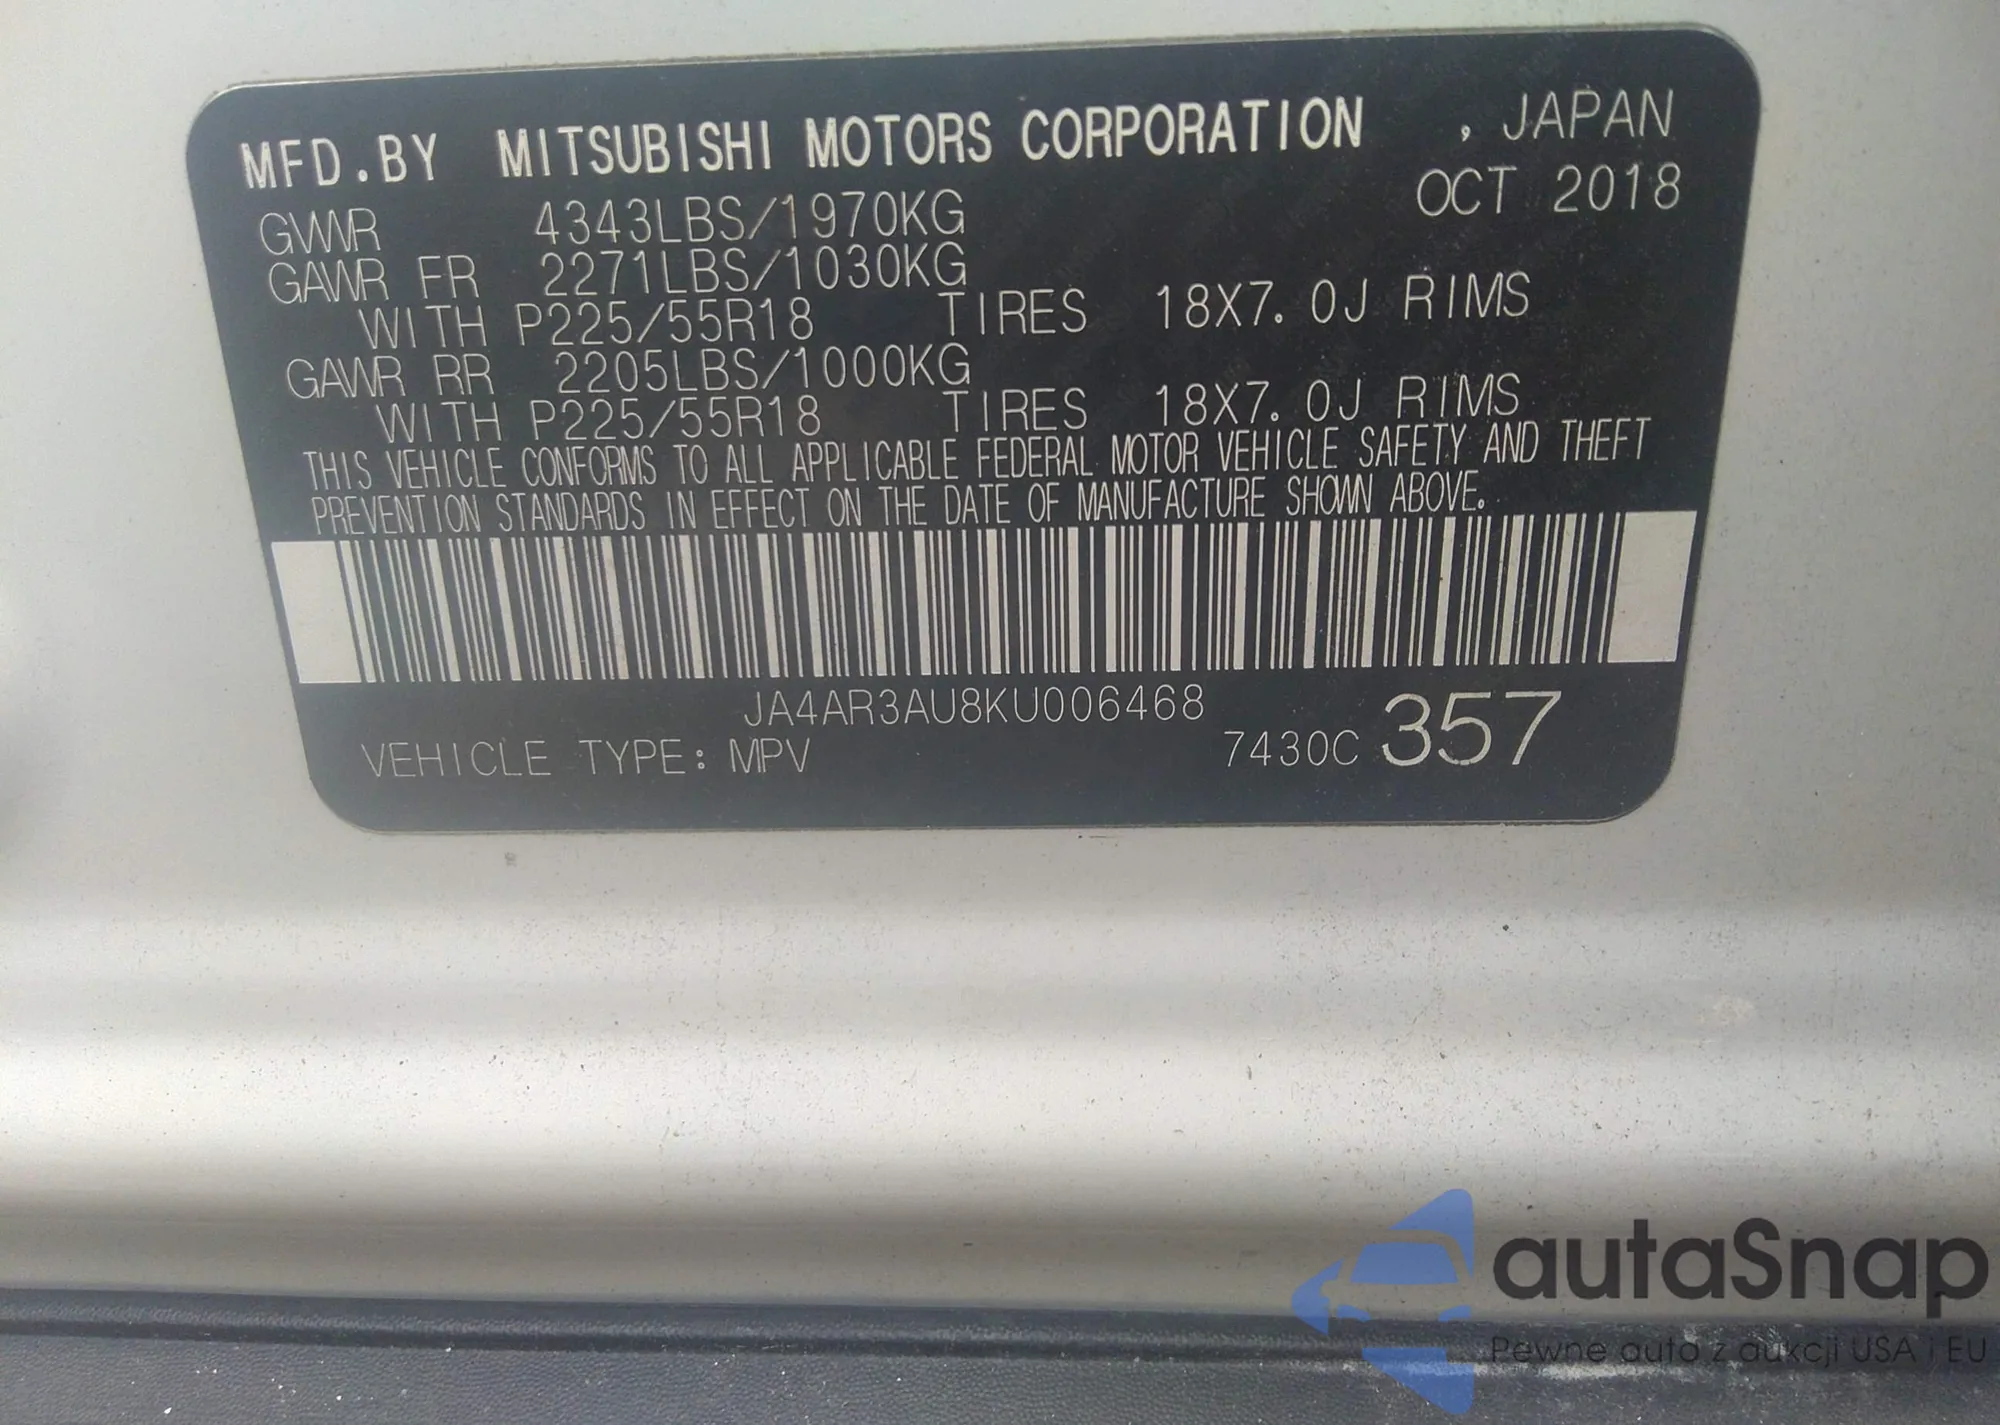 MFD.BY MITSUBISHI MOTORS CORPORATION , JAPAN
GVWR 4343LBS/1970KG OCT 2018
GAWR FR 2271LBS/1030KG
WITH P225/55R18 TIRES 18X7.0J RIMS
GAWR RR 2205LBS/1000KG
WITH P225/55R18 TIRES 18X7.0J RIMS
THIS VEHICLE CONFORMS TO ALL APPLICABLE FEDERAL MOTOR VEHICLE SAFETY AND THEFT
PREVENTION STANDARDS IN EFFECT ON THE DATE OF MANUFACTURE SHOWN ABOVE.
JA4AR3AU8KU006468
VEHICLE TYPE: MPV 7430C 357
autaSnap
Pewne auto z aukcji USA i EU